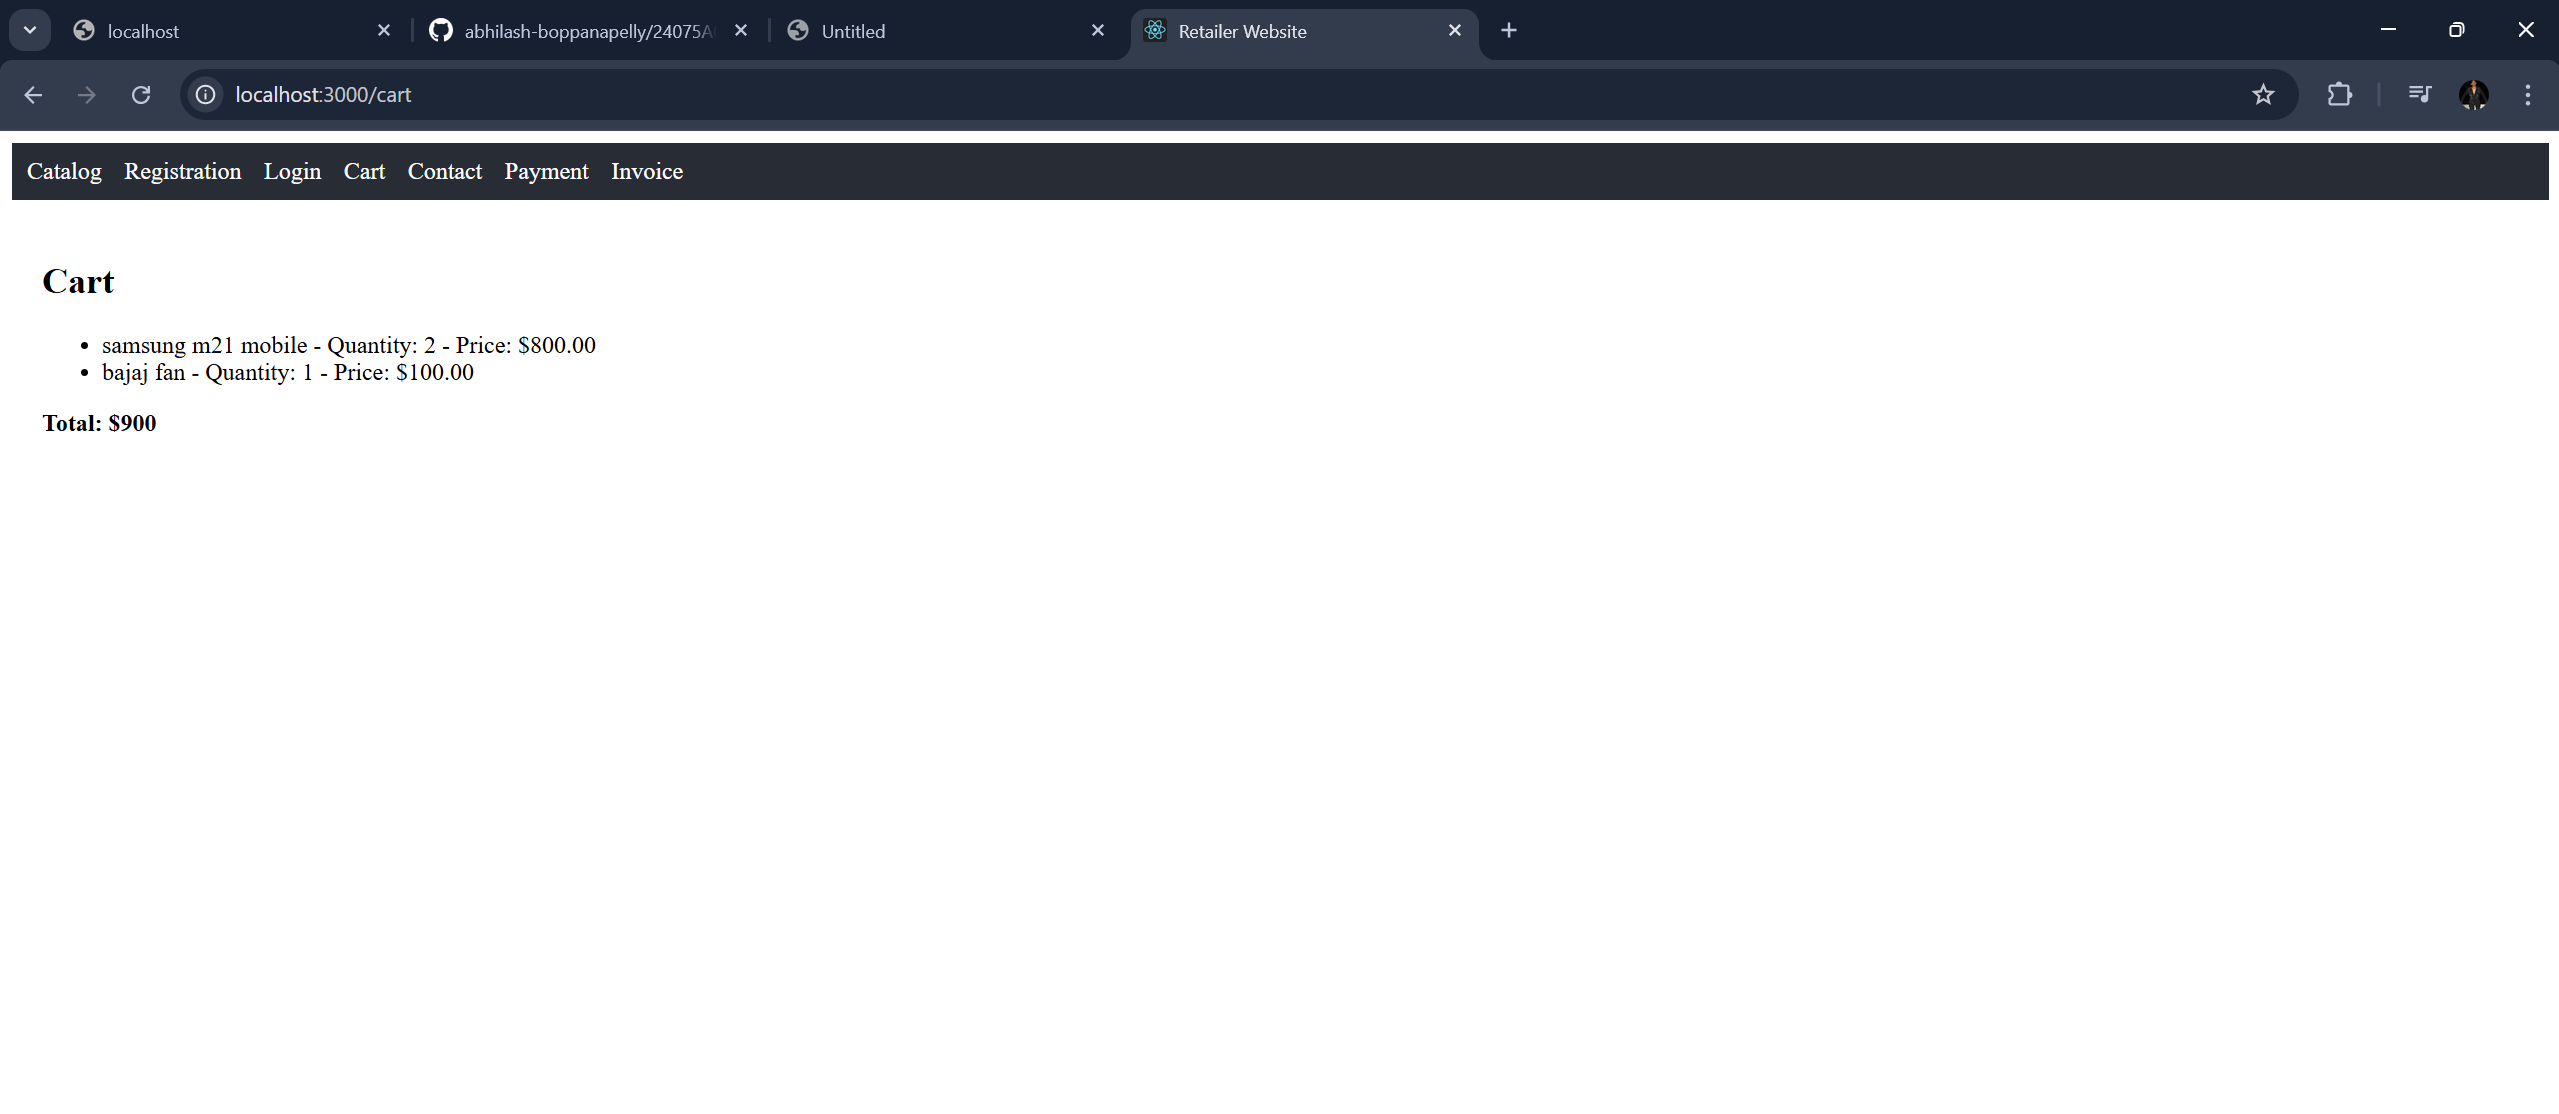 localhost
abhilash-boppanapelly/24075A
Untitled
Retailer Website
localhost:3000/cart
Catalog Registration Login Cart Contact Payment Invoice
Cart
• samsung m21 mobile - Quantity: 2 - Price: $800.00
• bajaj fan - Quantity: 1 - Price: $100.00
Total: $900